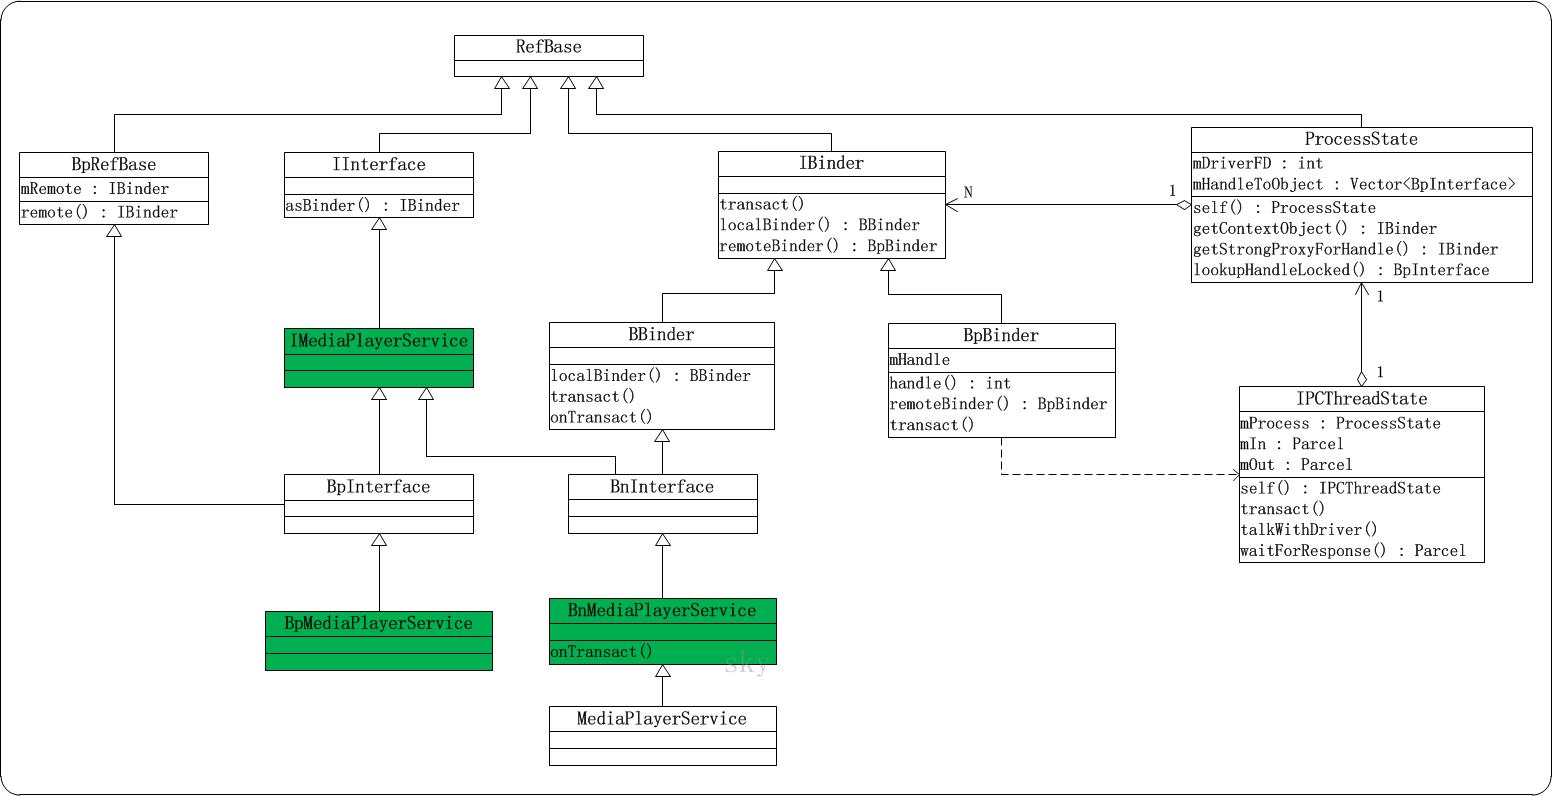 RefBase
BpRefBase
mRemote : IBinder
remote() : IBinder
IInterface
asBinder() : IBinder
IBinder
transact()
localBinder() : BBinder
remoteBinder() : BpBinder
N
1
ProcessState
mDriverFD : int
mHandleToObject : Vector<BpInterface>
self() : ProcessState
getContextObject() : IBinder
getStrongProxyForHandle() : IBinder
lookupHandleLocked() : BpInterface
1
1
IMediaPlayerService
BBinder
localBinder() : BBinder
transact()
onTransact()
BpBinder
mHandle
handle() : int
remoteBinder() : BpBinder
transact()
IPCThreadState
mProcess : ProcessState
mIn : Parcel
mOut : Parcel
self() : IPCThreadState
transact()
talkWithDriver()
waitForResponse() : Parcel
BpInterface
BnInterface
BpMediaPlayerService
BnMediaPlayerService
onTransact()
sky
MediaPlayerService